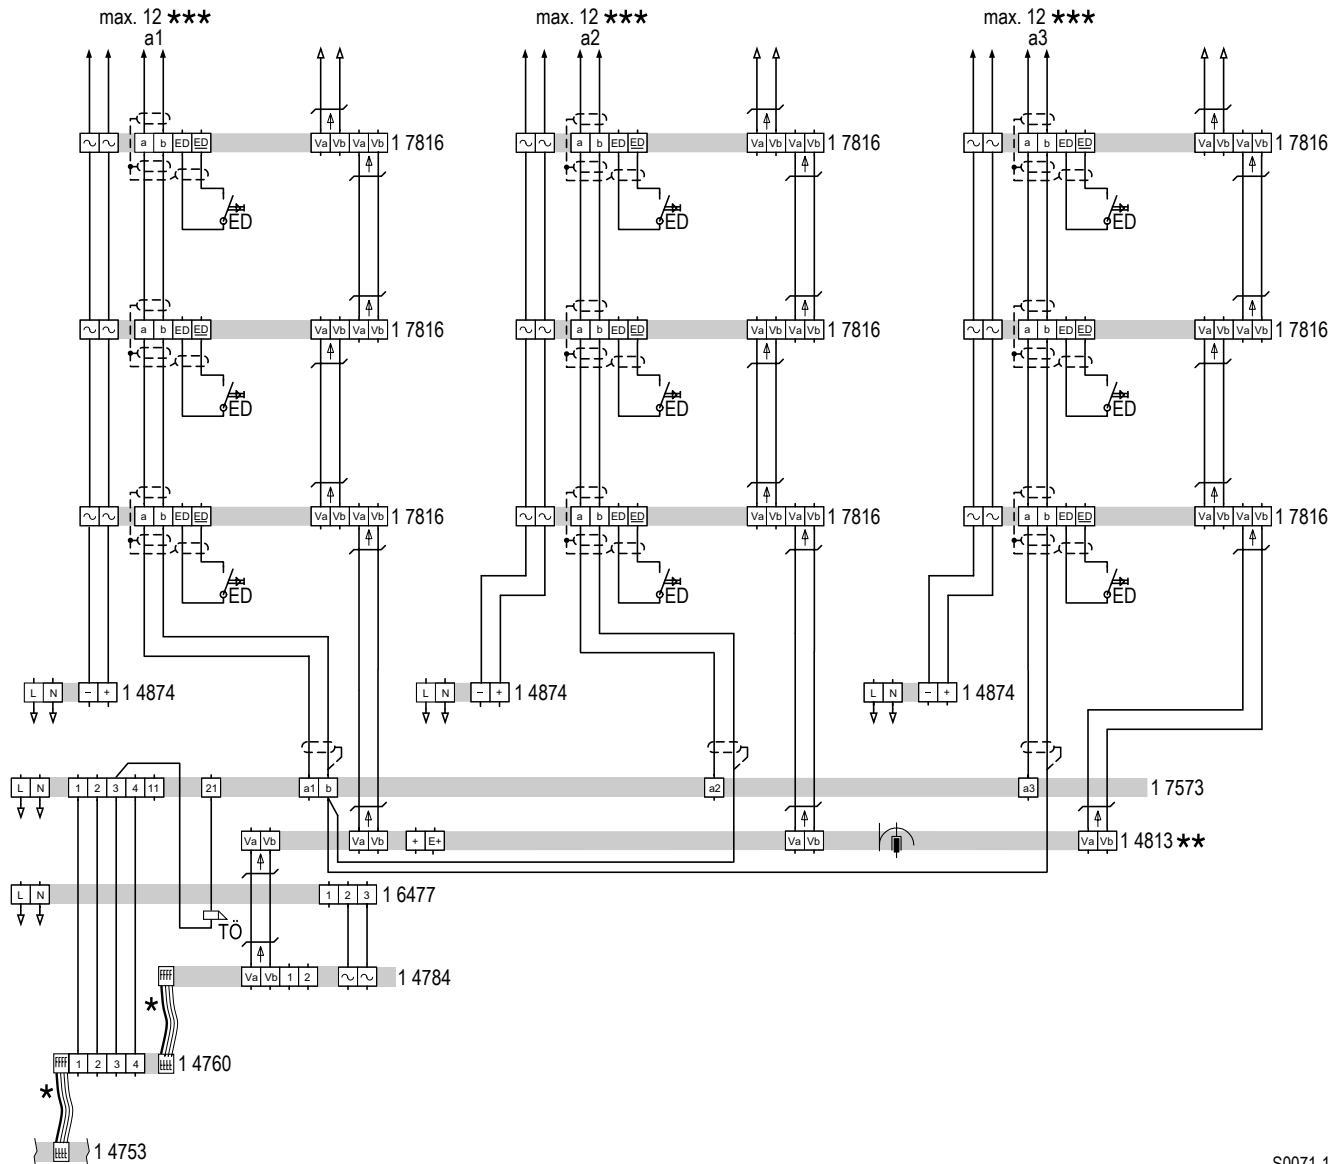 max. 12 ★★★ max. 12 ★★★ max. 12 ★★★
a1 a2 a3
~ ~ a b ED ED Va Vb Va Vb 1 7816 ~ ~ a b ED ED Va Vb Va Vb 1 7816 ~ ~ a b ED ED Va Vb Va Vb 1 7816
ED ED ED
~ ~ a b ED ED Va Vb Va Vb 1 7816 ~ ~ a b ED ED Va Vb Va Vb 1 7816 ~ ~ a b ED ED Va Vb Va Vb 1 7816
ED ED ED
~ ~ a b ED ED Va Vb Va Vb 1 7816 ~ ~ a b ED ED Va Vb Va Vb 1 7816 ~ ~ a b ED ED Va Vb Va Vb 1 7816
ED ED ED
L N − + 1 4874 L N − + 1 4874 L N − + 1 4874
L N 1 2 3 4 11 21 a1 b a2 a3 1 7573
Va Vb Va Vb + E+ Va Vb Va Vb 1 4813 ★★
L N 1 2 3 1 6477
TÖ
Va Vb 1 2 ~ ~ 1 4784
★
1 2 3 4 1 4760
★
1 4753
S0071-1